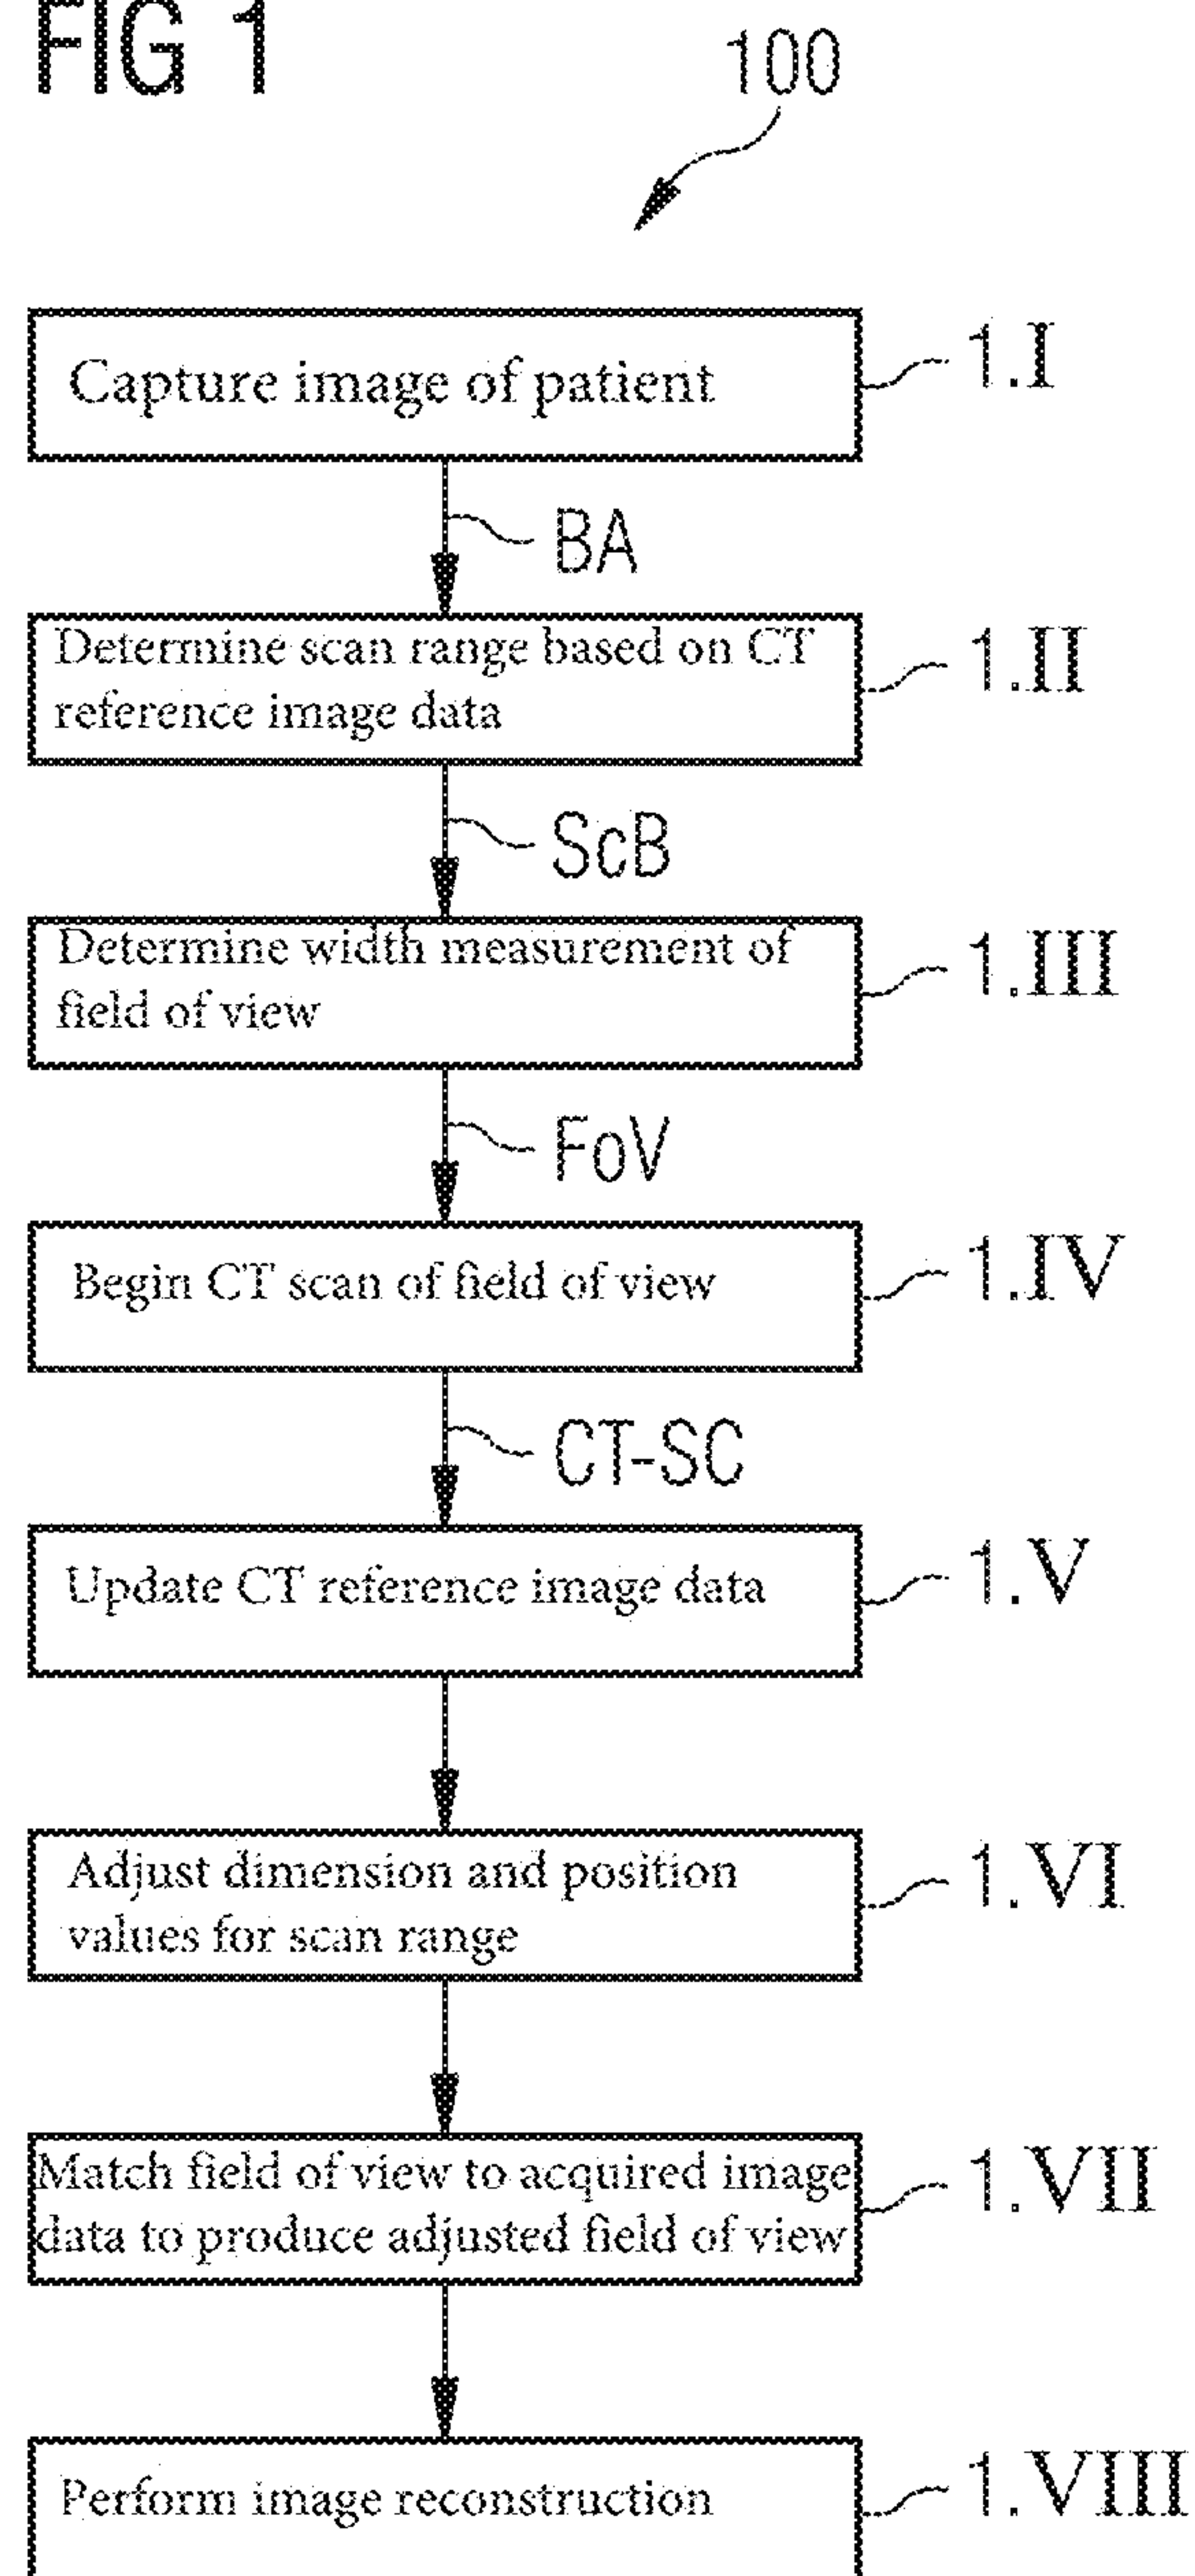 FIG 1
100
Capture image of patient
1.I
BA
Determine scan range based on CT
reference image data
1.II
ScB
Determine width measurement of
field of view
1.III
FoV
Begin CT scan of field of view
1.IV
CT-SC
Update CT reference image data
1.V
Adjust dimension and position
values for scan range
1.VI
Match field of view to acquired image
data to produce adjusted field of view
1.VII
Perform image reconstruction
1.VIII